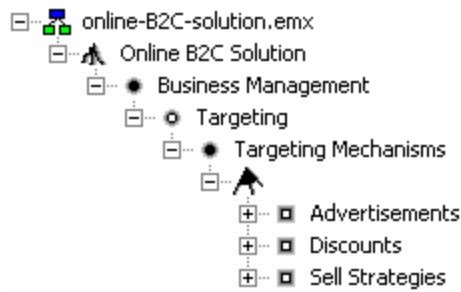 online-B2C-solution.emx
Online B2C Solution
Business Management
Targeting
Targeting Mechanisms
Advertisements
Discounts
Sell Strategies